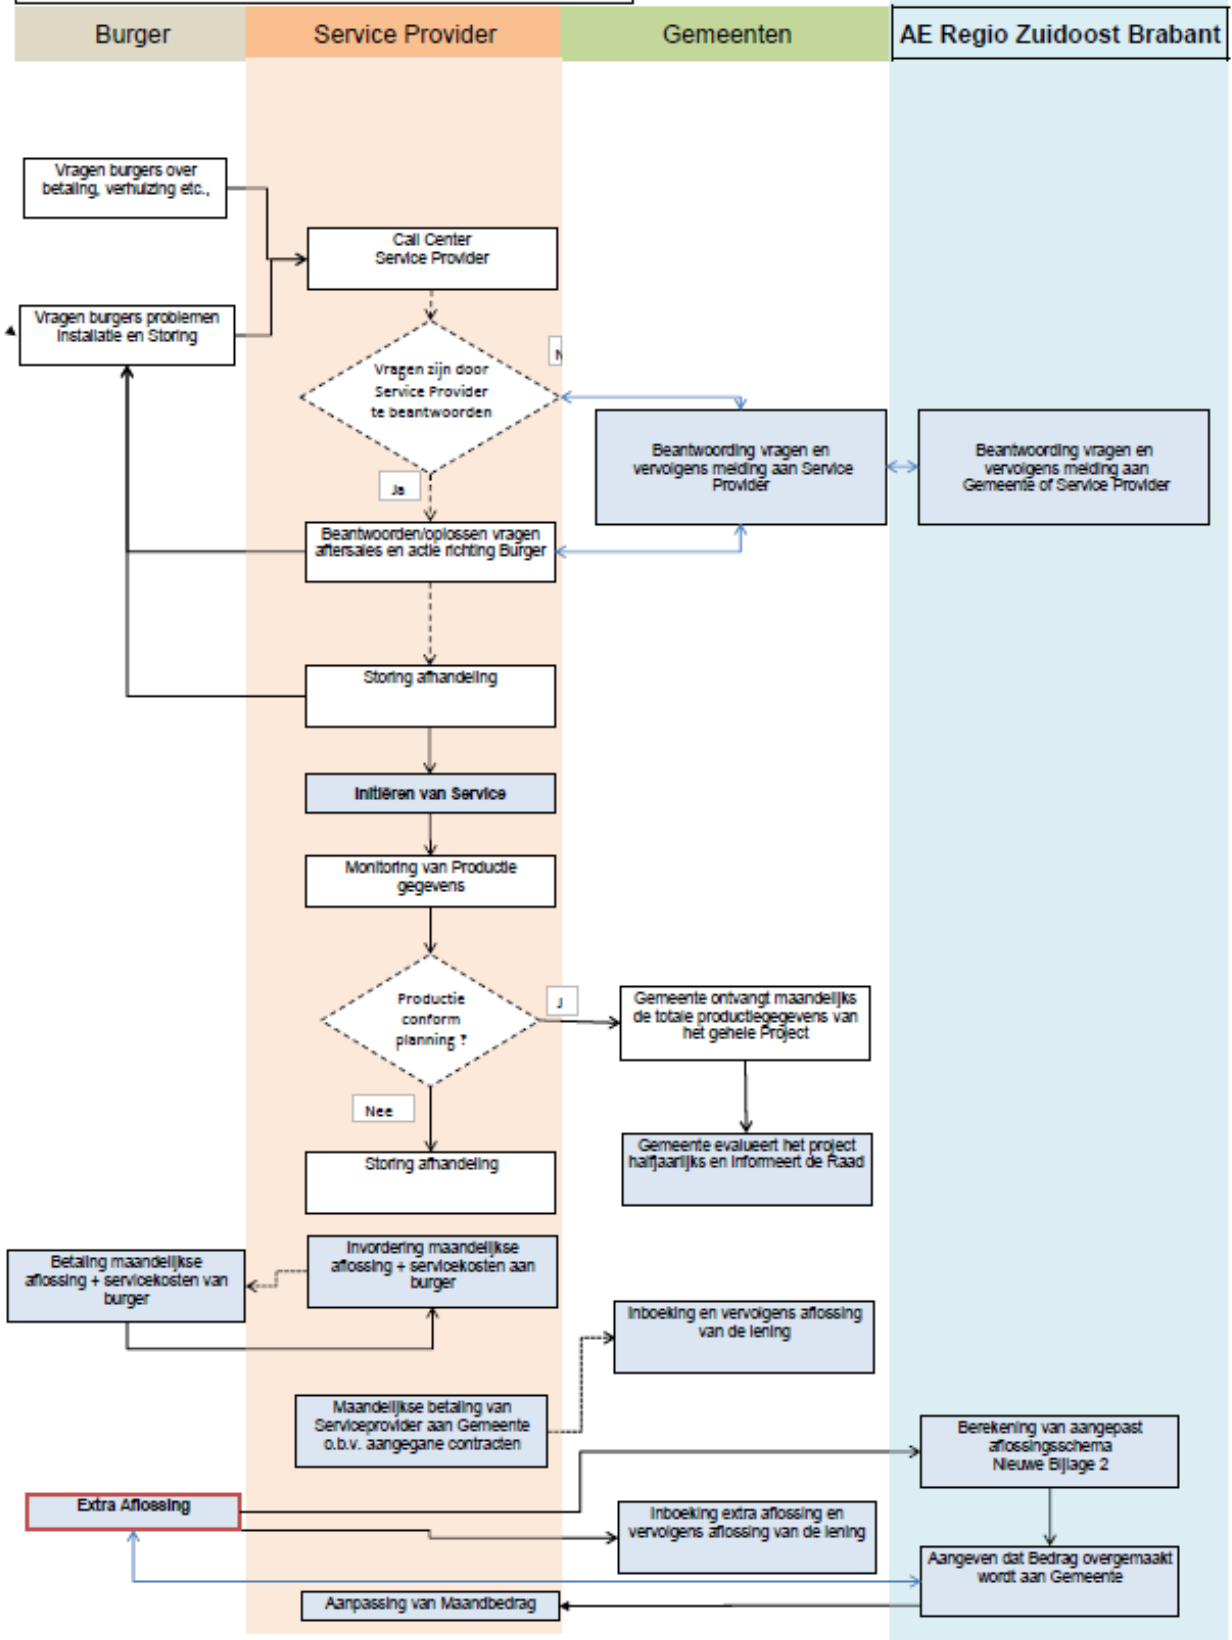 Burger
Service Provider
Gemeenten
AE Regio Zuidoost Brabant
Vragen burgers over
betaling, verhuizing etc.,
Call Center
Service Provider
Vragen burgers problemen
Installatie en Storing
N
Vragen zijn door
Service Provider
te beantwoorden
Beantwoording vragen en
vervolgens melding aan Service
Provider
Beantwoording vragen en
vervolgens melding aan
Gemeente of Service Provider
Ja
Beantwoorden/oplossen vragen
aftersales en actie richting Burger
Storing afhandeling
Initiëren van Service
Monitoring van Productie
gegevens
Productie
conform
planning ?
J
Gemeente ontvangt maandelijks
de totale productiegegevens van
het gehele Project
Nee
Gemeente evalueert het project
halfjaarlijks en informeert de Raad
Storing afhandeling
Invordering maandelijkse
aflossing + servicekosten aan
burger
Betaling maandelijkse
aflossing + servicekosten van
burger
Inboeking en vervolgens aflossing
van de lening
Maandelijkse betaling van
Serviceprovider aan Gemeente
o.b.v. aangegane contracten
Berekening van aangepast
aflossingsschema
Nieuwe Bijlage 2
Extra Aflossing
Inboeking extra aflossing en
vervolgens aflossing van de lening
Aangeven dat Bedrag overgemaakt
wordt aan Gemeente
Aanpassing van Maandbedrag